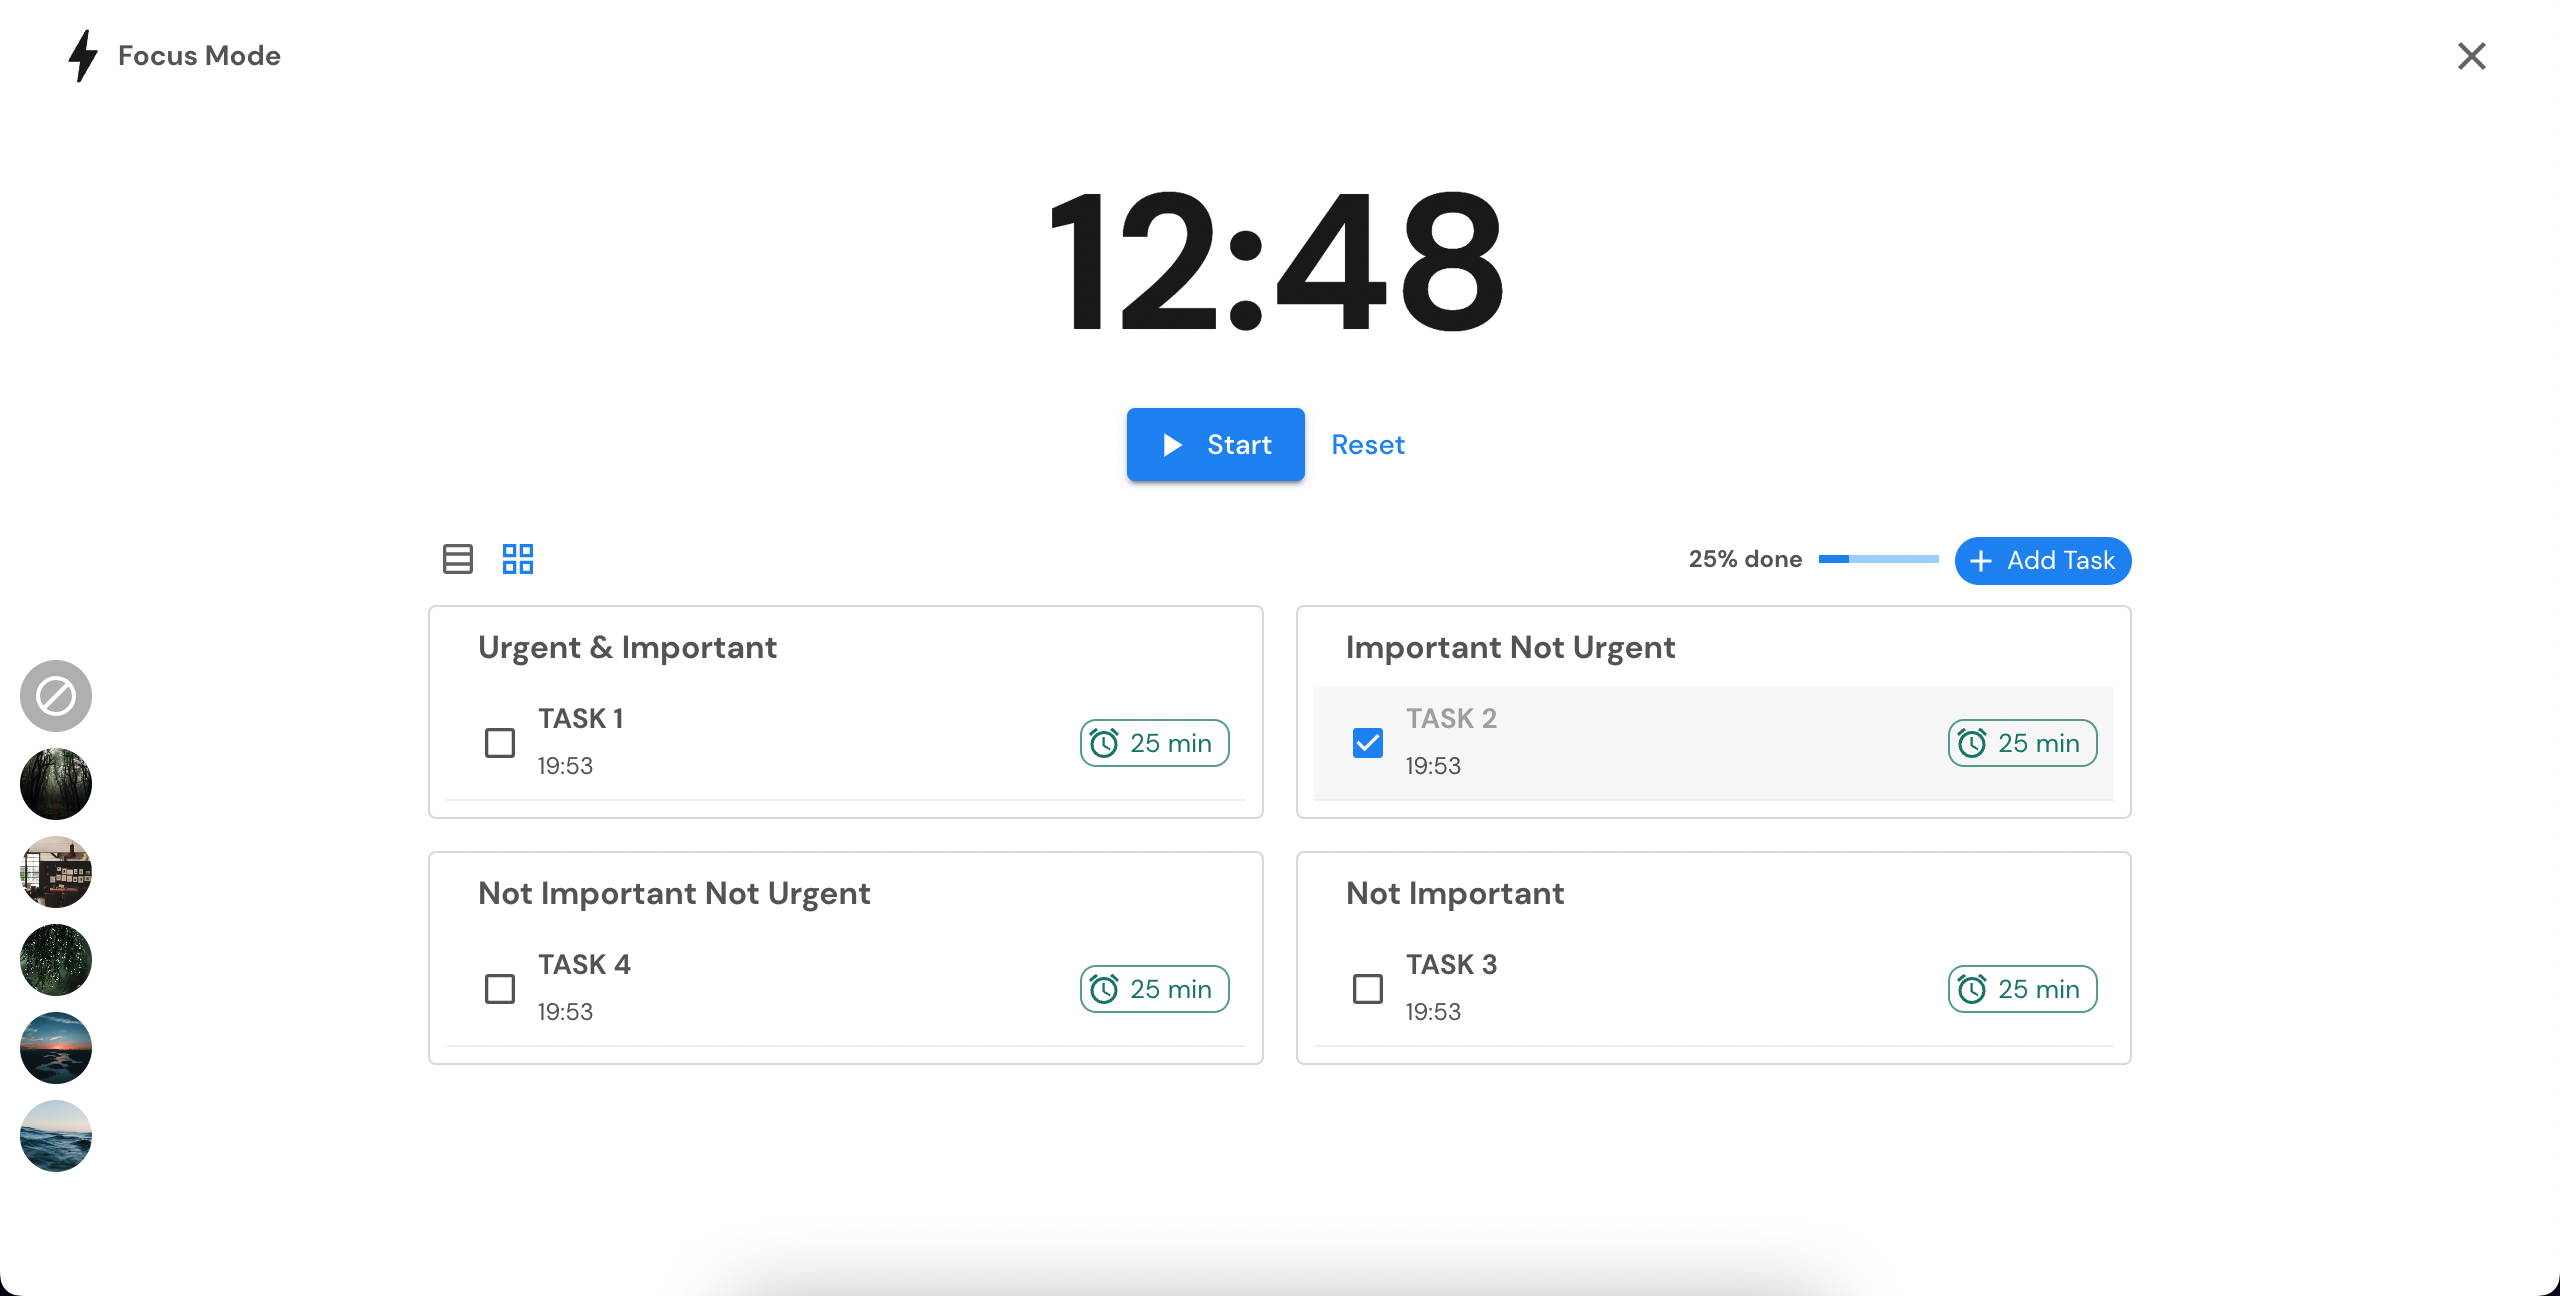 Focus Mode
12:48
Start
Reset
25% done
Add Task
Urgent & Important
TASK 1
19:53
25 min
Important Not Urgent
TASK 2
19:53
25 min
Not Important Not Urgent
TASK 4
19:53
25 min
Not Important
TASK 3
19:53
25 min